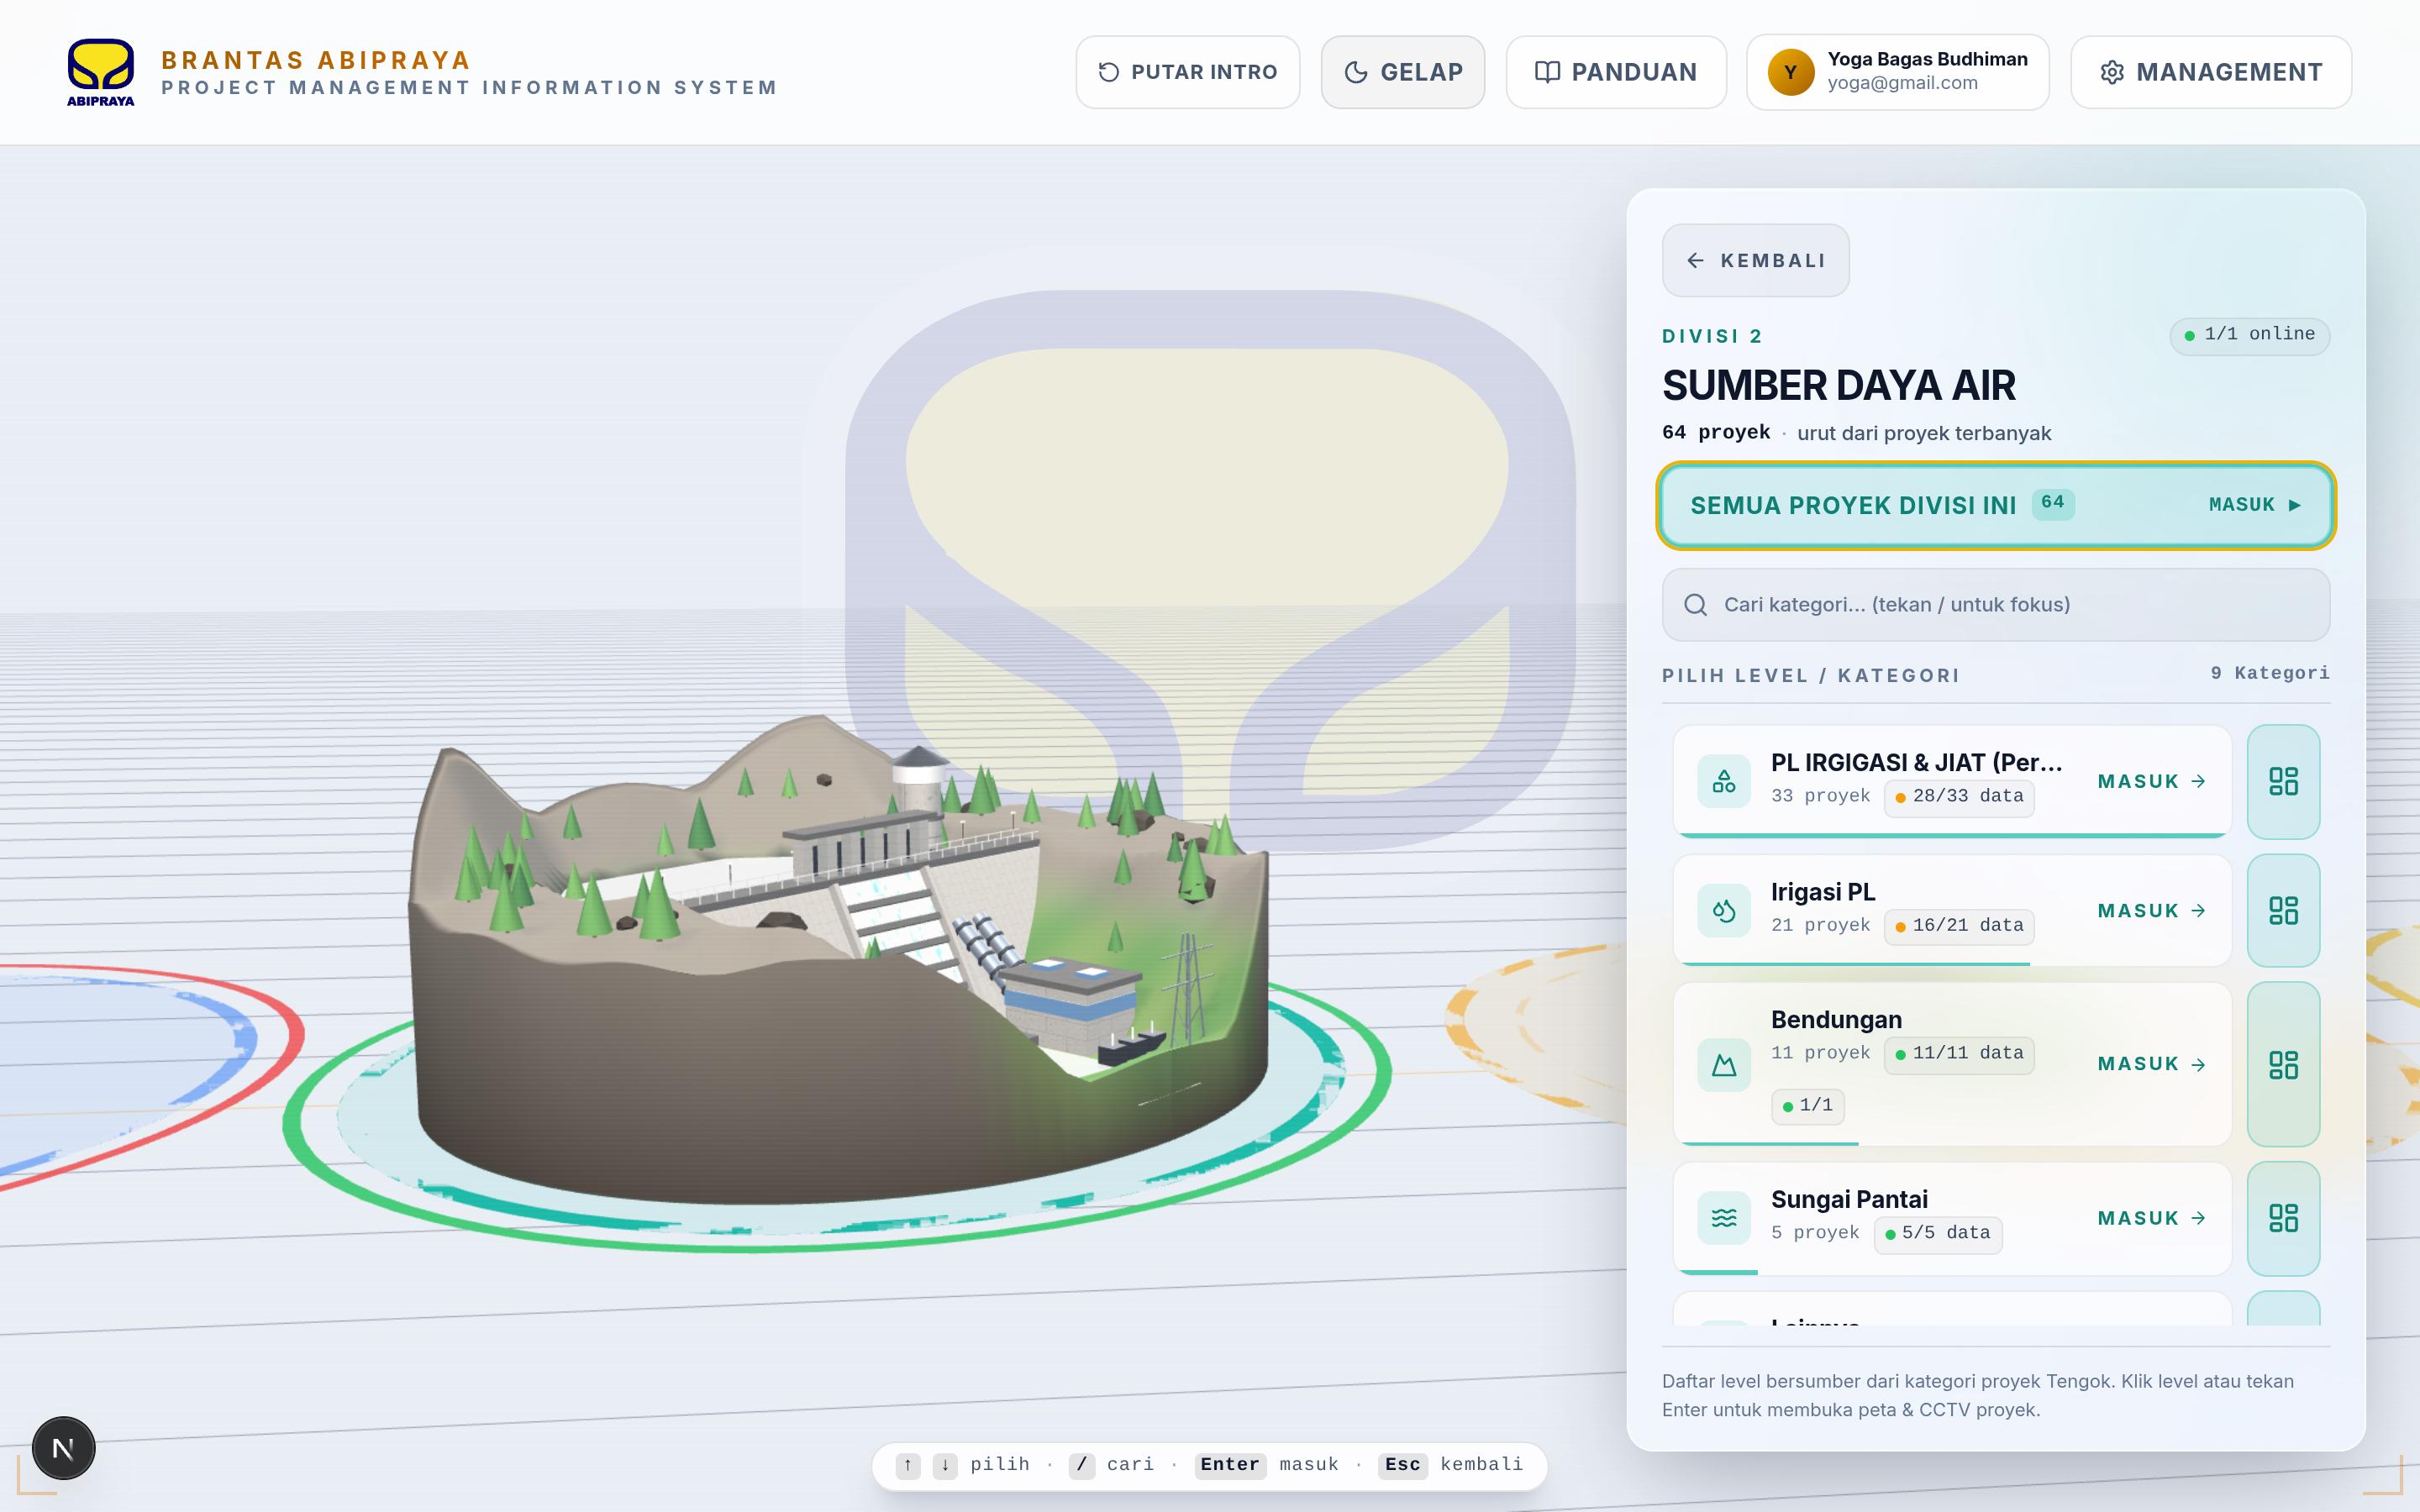 ABIPRAYA
BRANTAS ABIPRAYA
PROJECT MANAGEMENT INFORMATION SYSTEM
PUTAR INTRO
GELAP
PANDUAN
Y
Yoga Bagas Budhiman
yoga@gmail.com
MANAGEMENT
← KEMBALI
DIVISI 2
1/1 online
SUMBER DAYA AIR
64 proyek · urut dari proyek terbanyak
SEMUA PROYEK DIVISI INI 64 MASUK ▶
Cari kategori... (tekan / untuk fokus)
PILIH LEVEL / KATEGORI 9 Kategori
PL IRGIGASI & JIAT (Per...
33 proyek 28/33 data
MASUK →
Irigasi PL
21 proyek 16/21 data
MASUK →
Bendungan
11 proyek 11/11 data
1/1
MASUK →
Sungai Pantai
5 proyek 5/5 data
MASUK →
Daftar level bersumber dari kategori proyek Tengok. Klik level atau tekan
Enter untuk membuka peta & CCTV proyek.
N
↑ ↓ pilih · / cari · Enter masuk · Esc kembali